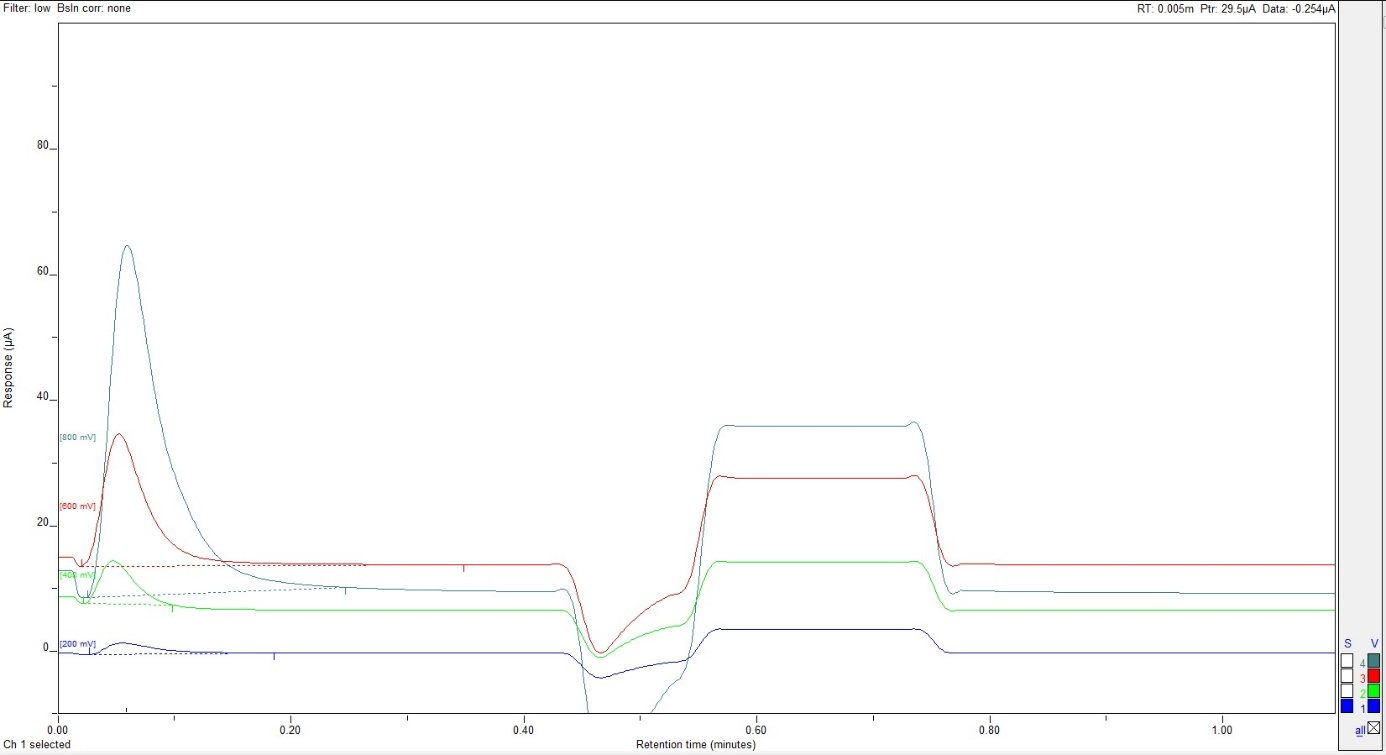 Filter: low Bsln corr: none
RT: 0.005m Ptr: 29.5µA Data: -0.254µA
80
60
Response (µA)
40
[800 mV]
[600 mV]
20
[400 mV]
[200 mV]
0
S V
4
3
2
1
all
0.00 0.20 0.40 0.60 0.80 1.00
Ch 1 selected
Retention time (minutes)